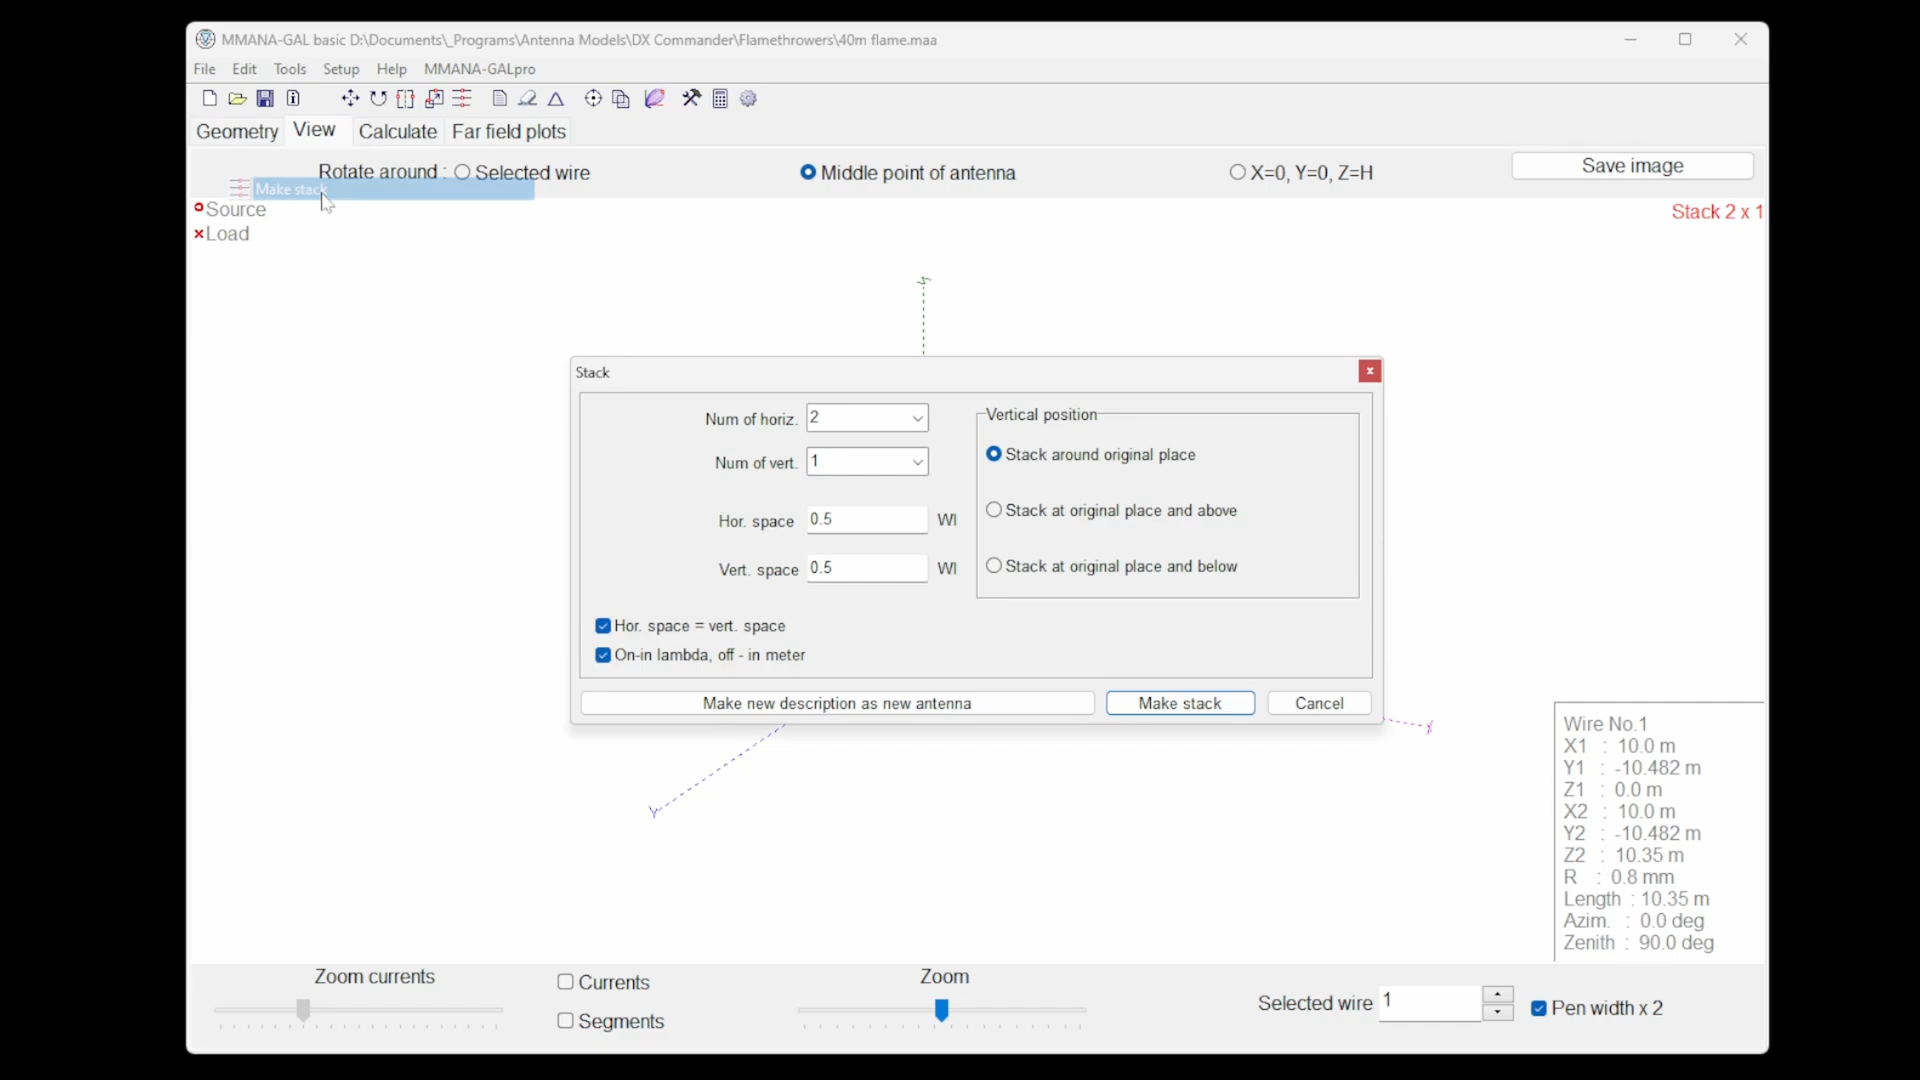 MMANA-GAL basic D:\Documents\_Programs\Antenna Models\DX Commander\Flamethrowers\40m flame.maa
File Edit Tools Setup Help MMANA-GALpro
Geometry View Calculate Far field plots
Rotate around : Selected wire Middle point of antenna X=0, Y=0, Z=H Save image
Make stack
Source
Load
Stack 2 x 1
Z
Stack
Num of horiz. 2
Num of vert. 1
Hor. space 0.5 Wl
Vert. space 0.5 Wl
Hor. space = vert. space
On-in lambda, off - in meter
Vertical position
Stack around original place
Stack at original place and above
Stack at original place and below
Make new description as new antenna Make stack Cancel
X
Y
Wire No.1
X1 : 10.0 m
Y1 : -10.482 m
Z1 : 0.0 m
X2 : 10.0 m
Y2 : -10.482 m
Z2 : 10.35 m
R : 0.8 mm
Length : 10.35 m
Azim. : 0.0 deg
Zenith : 90.0 deg
Zoom currents
Currents
Segments
Zoom
Selected wire 1
Pen width x 2